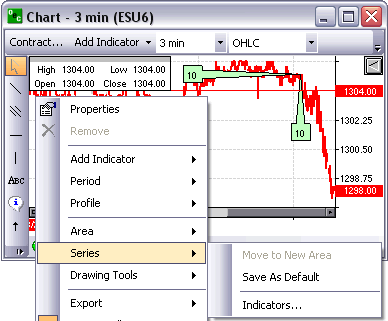 Chart - 3 min (ESU6)
Contract... Add Indicator 3 min OHLC
High 1304.00 Low 1304.00
Open 1304.00 Close 1304.00
10
1304.00
1302.25
10
1300.50
1298.75
1298.00
ABC
Properties
Remove
Add Indicator
Period
Profile
Area
Series
Drawing Tools
Export
Move to New Area
Save As Default
Indicators...